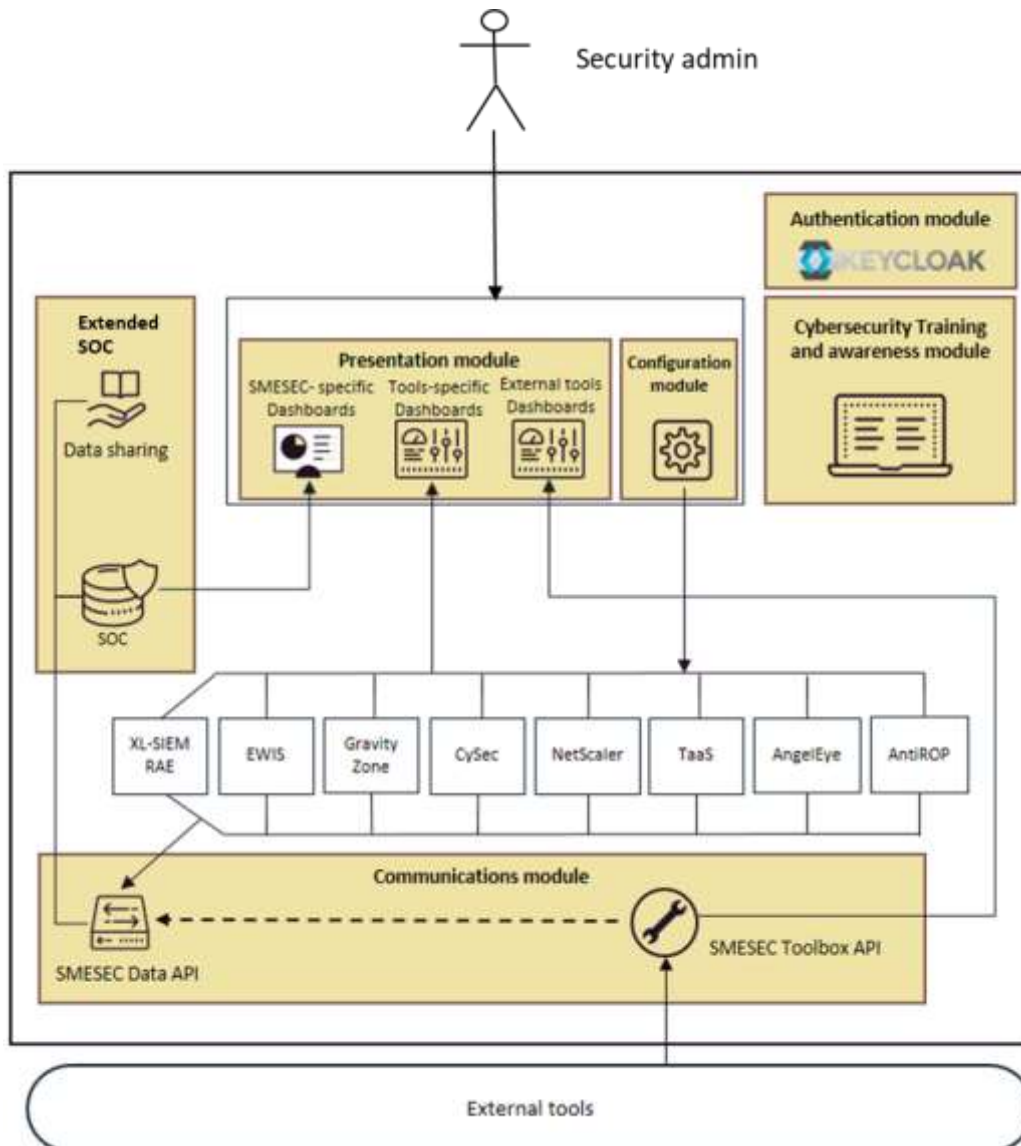 Security admin
Authentication module
KEYCLOAK
Extended
SOC
Data sharing
SOC
Presentation module
SMESEC- specific
Dashboards
Tools-specific
Dashboards
External tools
Dashboards
Configuration
module
Cybersecurity Training
and awareness module
XL-SIEM
RAE
EWIS
Gravity
Zone
CySec
NetScaler
TaaS
AngelEye
AntiROP
Communications module
SMESEC Data API
SMESEC Toolbox API
External tools